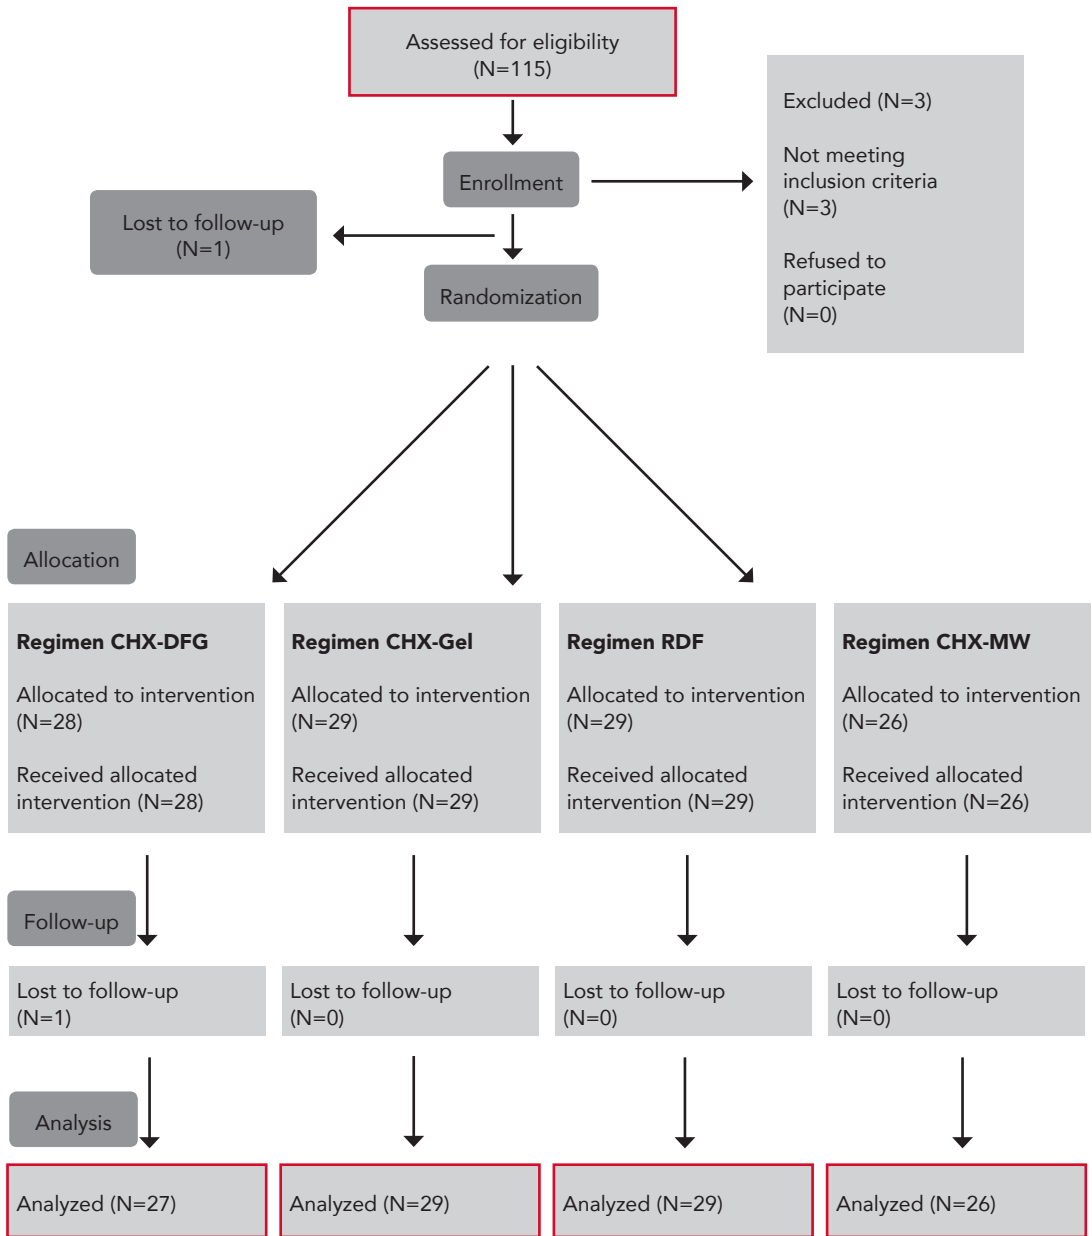 Assessed for eligibility
(N=115)
Excluded (N=3)
Not meeting
inclusion criteria
(N=3)
Refused to
participate
(N=0)
Enrollment
Lost to follow-up
(N=1)
Randomization
Allocation
Regimen CHX-DFG
Allocated to intervention
(N=28)
Received allocated
intervention (N=28)
Regimen CHX-Gel
Allocated to intervention
(N=29)
Received allocated
intervention (N=29)
Regimen RDF
Allocated to intervention
(N=29)
Received allocated
intervention (N=29)
Regimen CHX-MW
Allocated to intervention
(N=26)
Received allocated
intervention (N=26)
Follow-up
Lost to follow-up
(N=1)
Lost to follow-up
(N=0)
Lost to follow-up
(N=0)
Lost to follow-up
(N=0)
Analysis
Analyzed (N=27)
Analyzed (N=29)
Analyzed (N=29)
Analyzed (N=26)